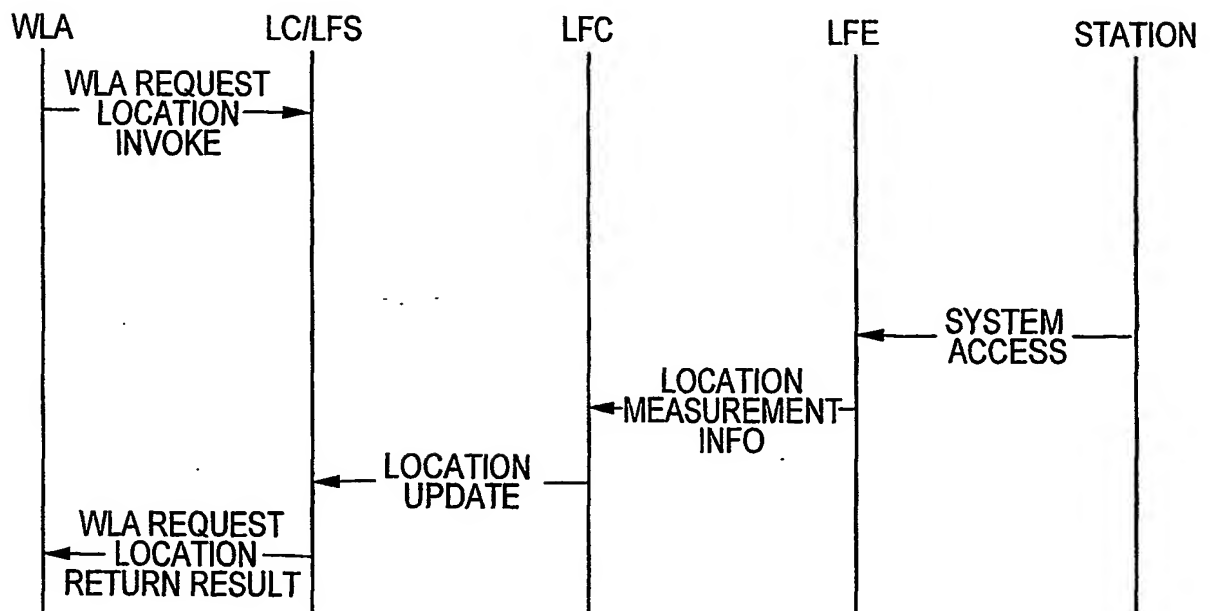 WLA
LC/LFS
LFC
LFE
STATION
WLA REQUEST
LOCATION
INVOKE
SYSTEM
ACCESS
LOCATION
MEASUREMENT
INFO
LOCATION
UPDATE
WLA REQUEST
LOCATION
RETURN RESULT